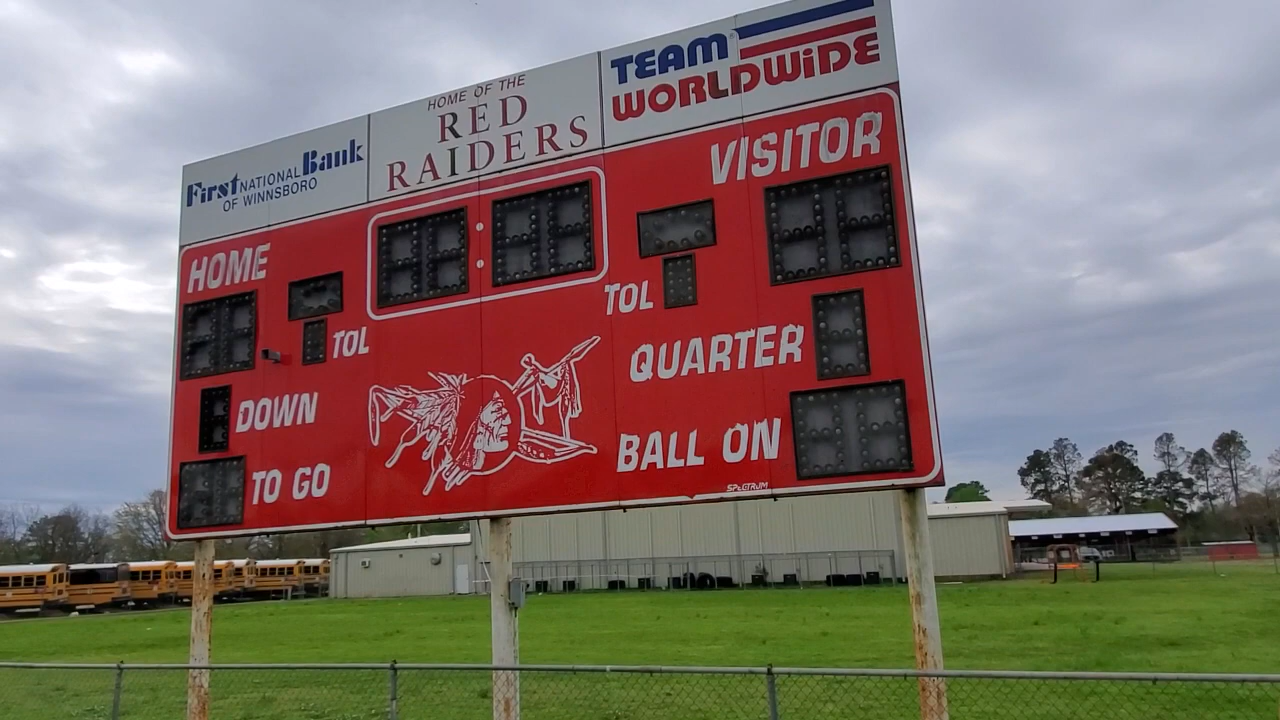 First NATIONAL Bank
OF WINNSBORO
HOME OF THE
RED
RAIDERS
TEAM
WORLDWIDE
HOME
VISITOR
TOL
TOL
DOWN
QUARTER
TO GO
BALL ON
SPECTRUM